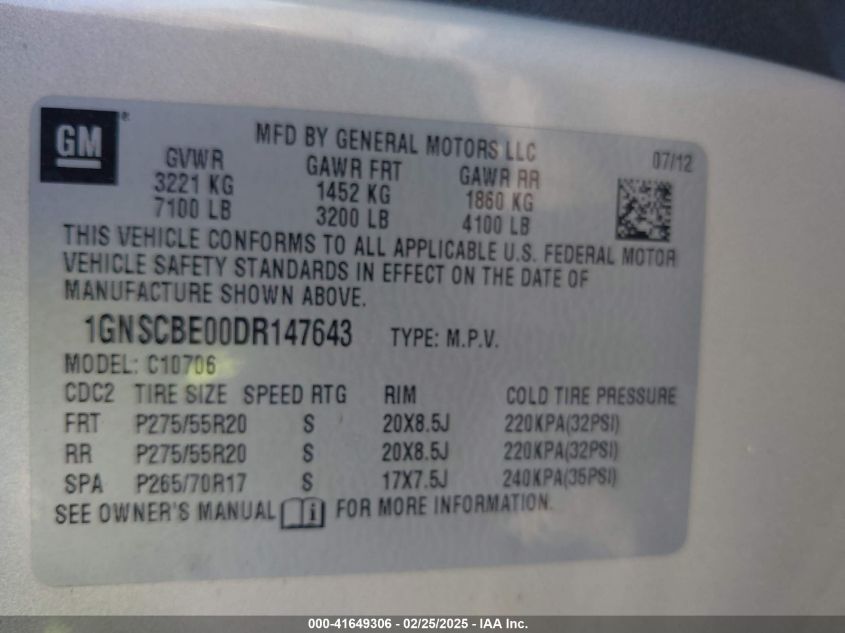 GM®
MFD BY GENERAL MOTORS LLC 07/12
GVWR GAWR FRT GAWR RR
3221 KG 1452 KG 1860 KG
7100 LB 3200 LB 4100 LB
THIS VEHICLE CONFORMS TO ALL APPLICABLE U.S. FEDERAL MOTOR
VEHICLE SAFETY STANDARDS IN EFFECT ON THE DATE OF
MANUFACTURE SHOWN ABOVE.
1GNSCBE00DR147643 TYPE: M.P.V.
MODEL: C10706
CDC2 TIRE SIZE SPEED RTG RIM COLD TIRE PRESSURE
FRT P275/55R20 S 20X8.5J 220KPA(32PSI)
RR P275/55R20 S 20X8.5J 220KPA(32PSI)
SPA P265/70R17 S 17X7.5J 240KPA(35PSI)
SEE OWNER'S MANUAL i FOR MORE INFORMATION.
000-41649306 - 02/25/2025 - IAA Inc.